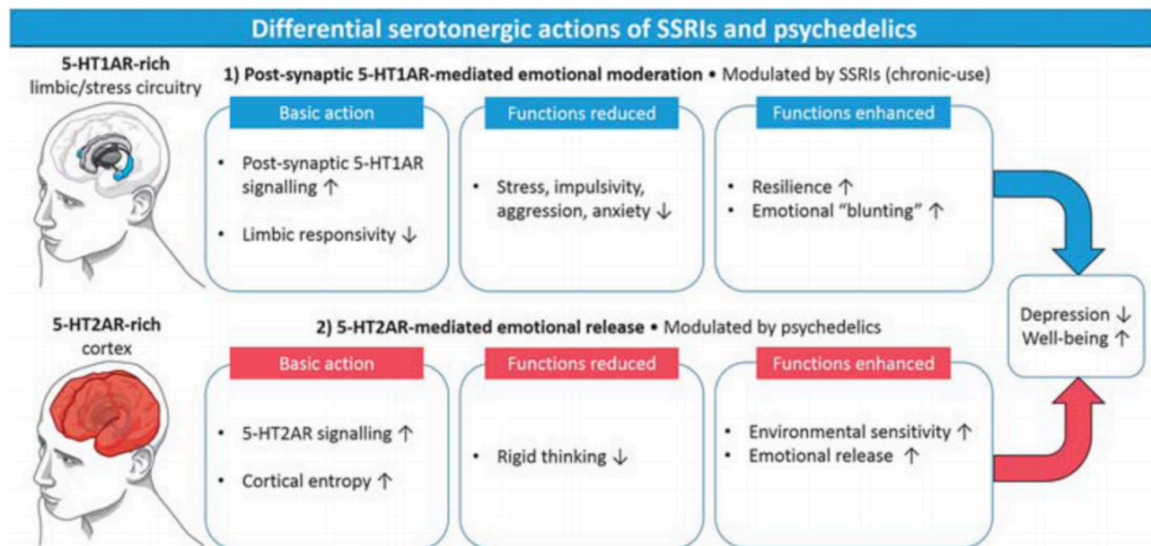 Differential serotonergic actions of SSRIs and psychedelics
5-HT1AR-rich
limbic/stress circuitry
1) Post-synaptic 5-HT1AR-mediated emotional moderation • Modulated by SSRIs (chronic-use)
Basic action
• Post-synaptic 5-HT1AR
signalling ↑
• Limbic responsivity ↓
Functions reduced
• Stress, impulsivity,
aggression, anxiety ↓
Functions enhanced
• Resilience ↑
• Emotional “blunting” ↑
5-HT2AR-rich
cortex
2) 5-HT2AR-mediated emotional release • Modulated by psychedelics
Basic action
• 5-HT2AR signalling ↑
• Cortical entropy ↑
Functions reduced
• Rigid thinking ↓
Functions enhanced
• Environmental sensitivity ↑
• Emotional release ↑
Depression ↓
Well-being ↑